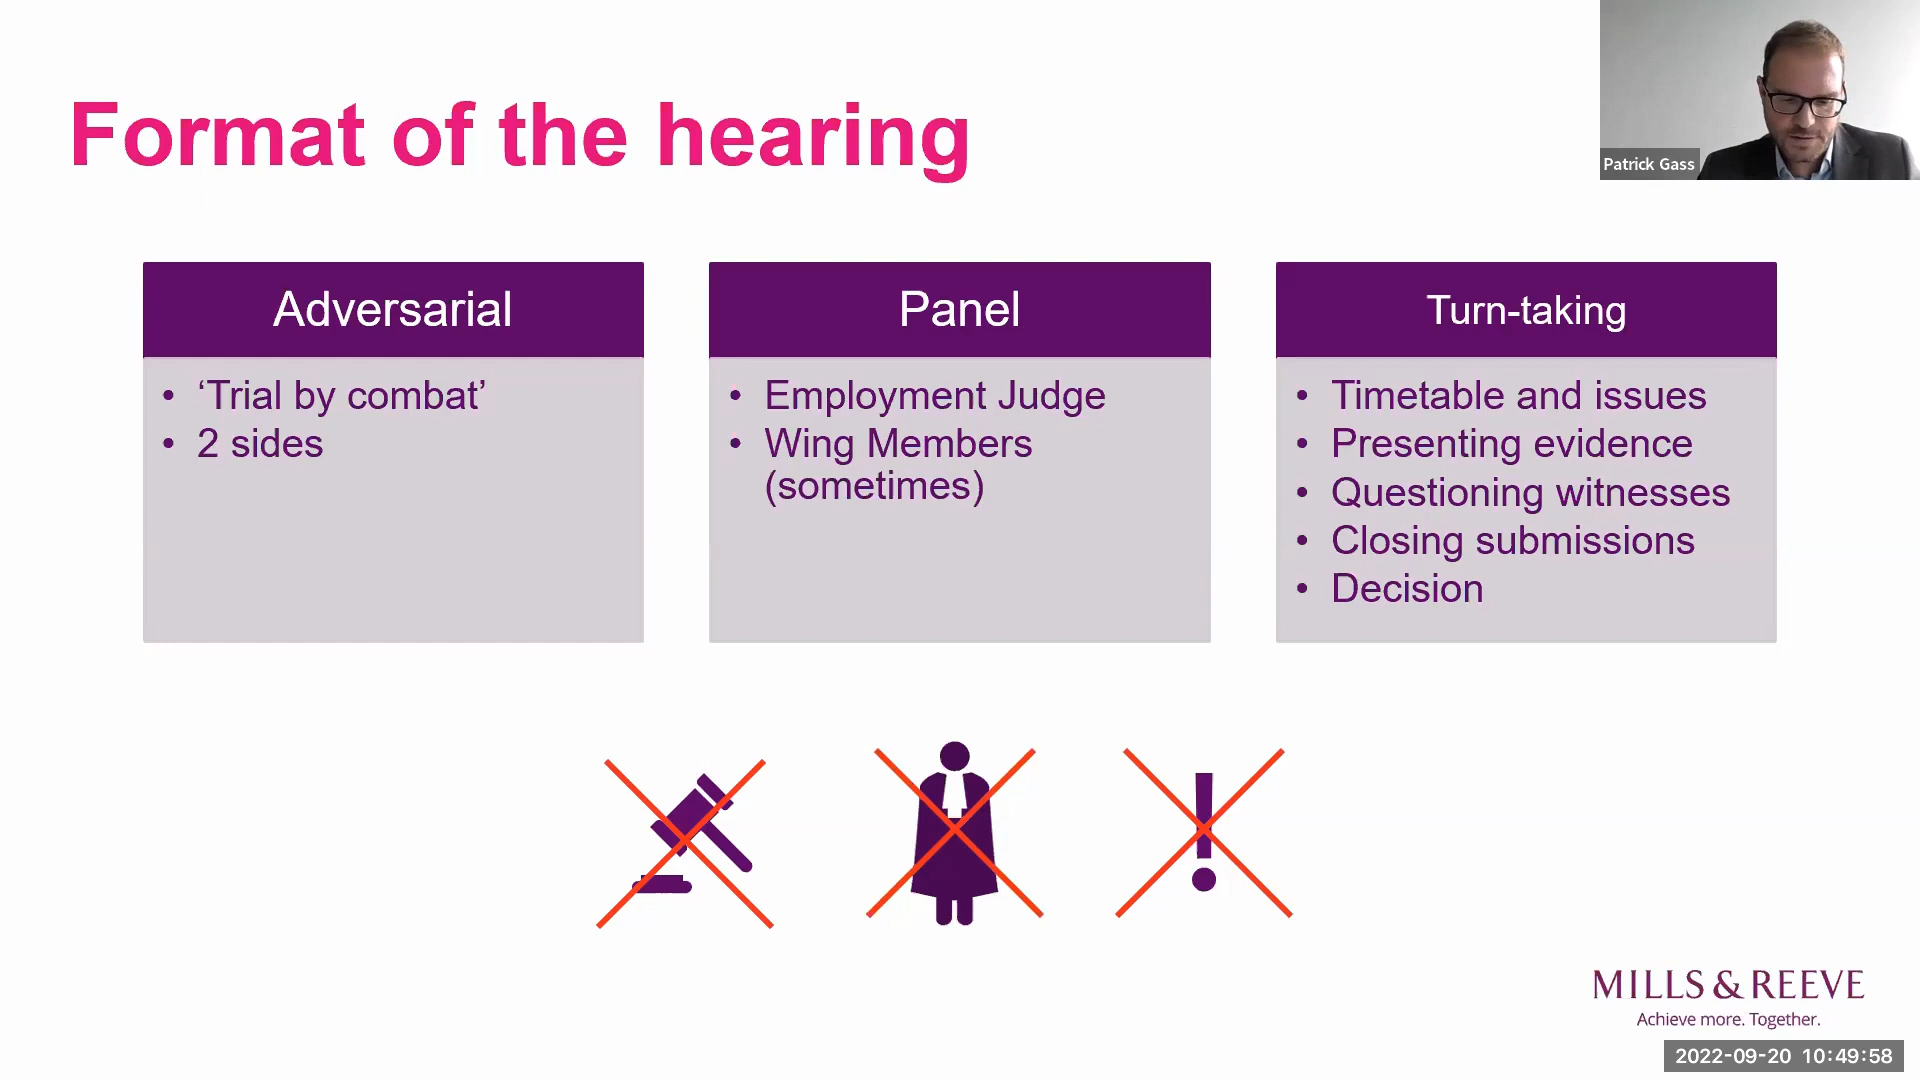 Format of the hearing
Patrick Gass
Adversarial
• ‘Trial by combat’
• 2 sides
Panel
• Employment Judge
• Wing Members
(sometimes)
Turn-taking
• Timetable and issues
• Presenting evidence
• Questioning witnesses
• Closing submissions
• Decision
MILLS & REEVE
Achieve more. Together.
2022-09-20 10:49:58